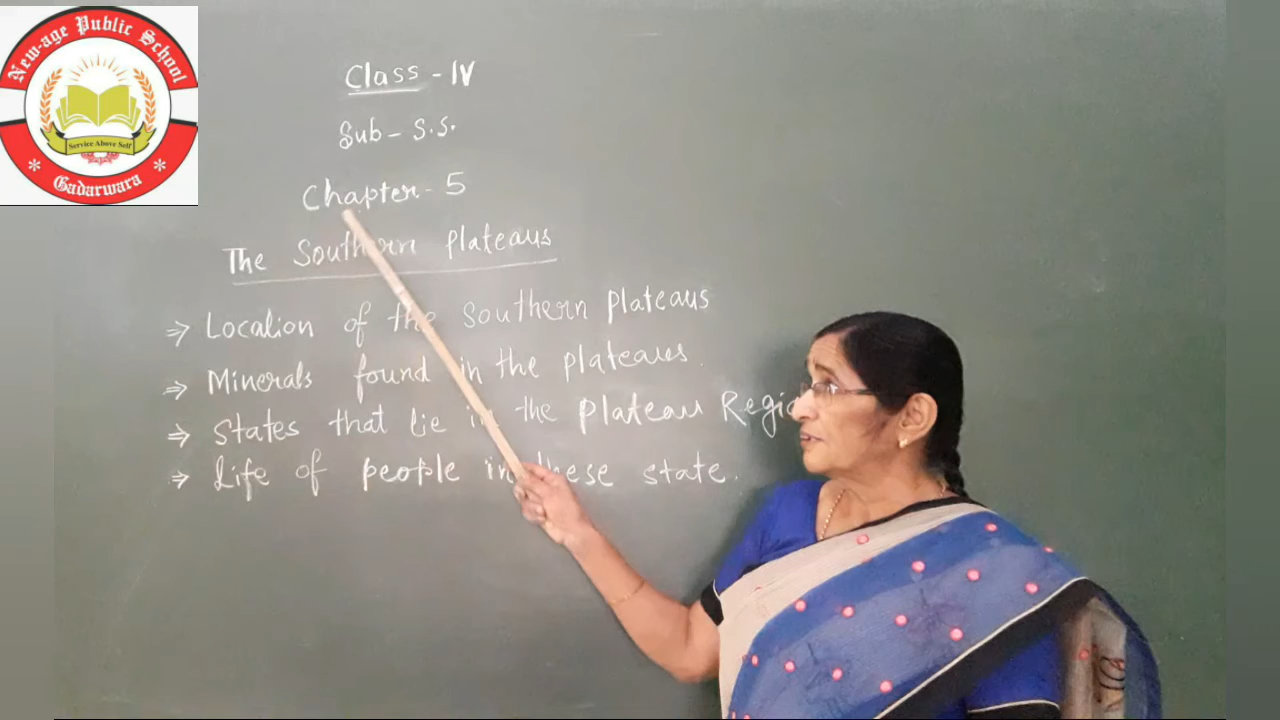 New-age Public School
Service Above Self
Gadarwara
Class - IV
Sub - S.S.
Chapter - 5
The Southern plateaus
⇒ Location of the Southern plateaus
⇒ Minerals found in the plateaus.
⇒ States that lie in the plateau Regio
⇒ Life of people in these state.